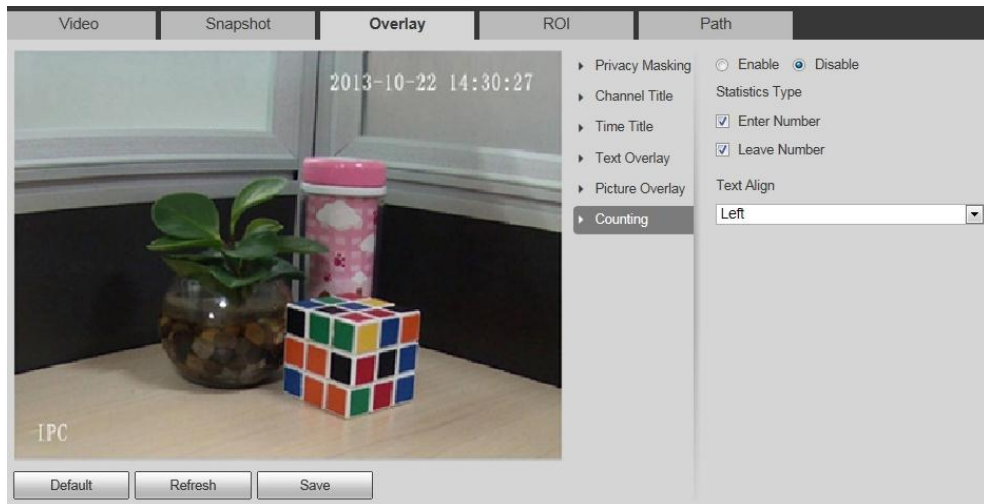 Video Snapshot Overlay ROI Path
2013-10-22 14:30:27
IPC
Privacy Masking
Channel Title
Time Title
Text Overlay
Picture Overlay
Counting
Enable Disable
Statistics Type
Enter Number
Leave Number
Text Align
Left
Default Refresh Save